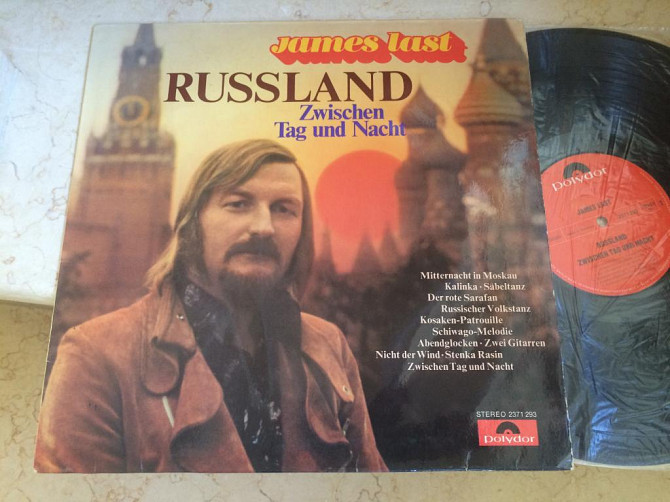 James Last
RUSSLAND
Zwischen
Tag und Nacht
Mitternacht in Moskau
Kalinka · Säbeltanz
Der rote Sarafan
Russischer Volkstanz
Kosaken-Patrouille
Schiwago-Melodie
Abendglocken · Zwei Gitarren
Nicht der Wind · Stenka Rasin
Zwischen Tag und Nacht
STEREO 2371 293
Polydor
Polydor
JAMES LAST
RUSSLAND
ZWISCHEN TAG UND NACHT